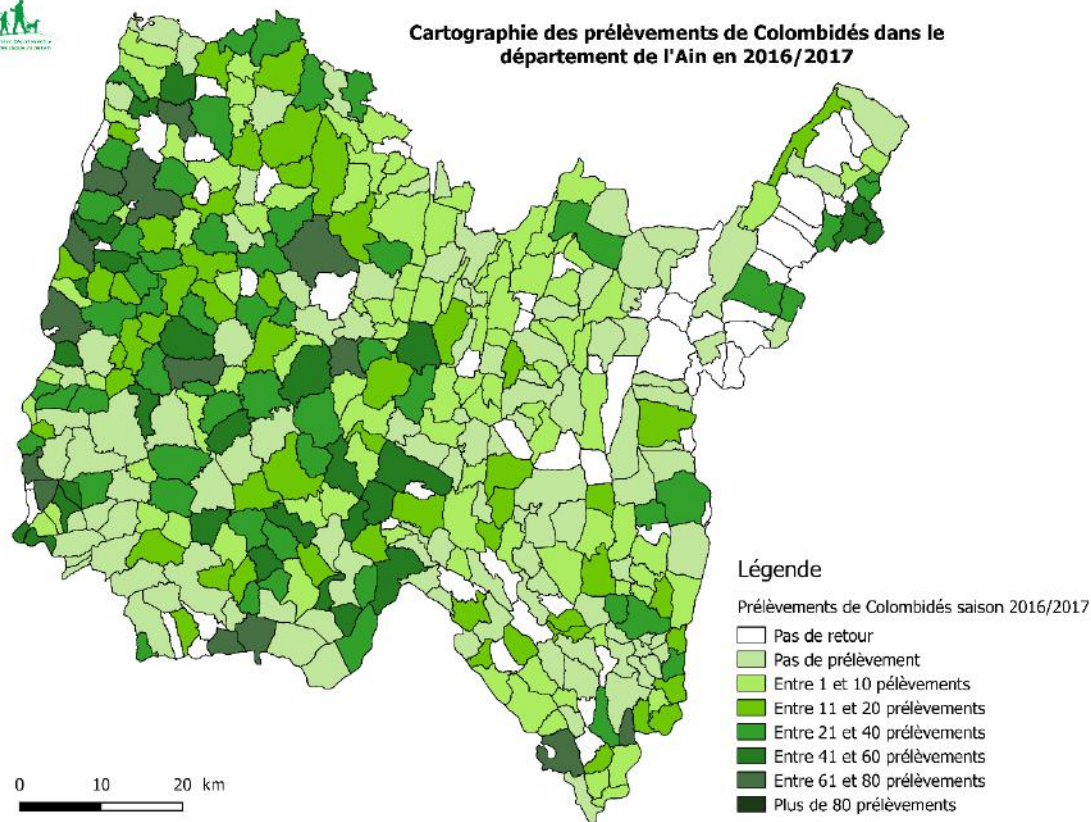 Cartographie des prélèvements de Colombidés dans le
département de l'Ain en 2016/2017
Légende
Prélèvements de Colombidés saison 2016/2017
Pas de retour
Pas de prélèvement
Entre 1 et 10 pélèvements
Entre 11 et 20 prélèvements
Entre 21 et 40 prélèvements
Entre 41 et 60 prélèvements
Entre 61 et 80 prélèvements
Plus de 80 prélèvements
0 10 20 km